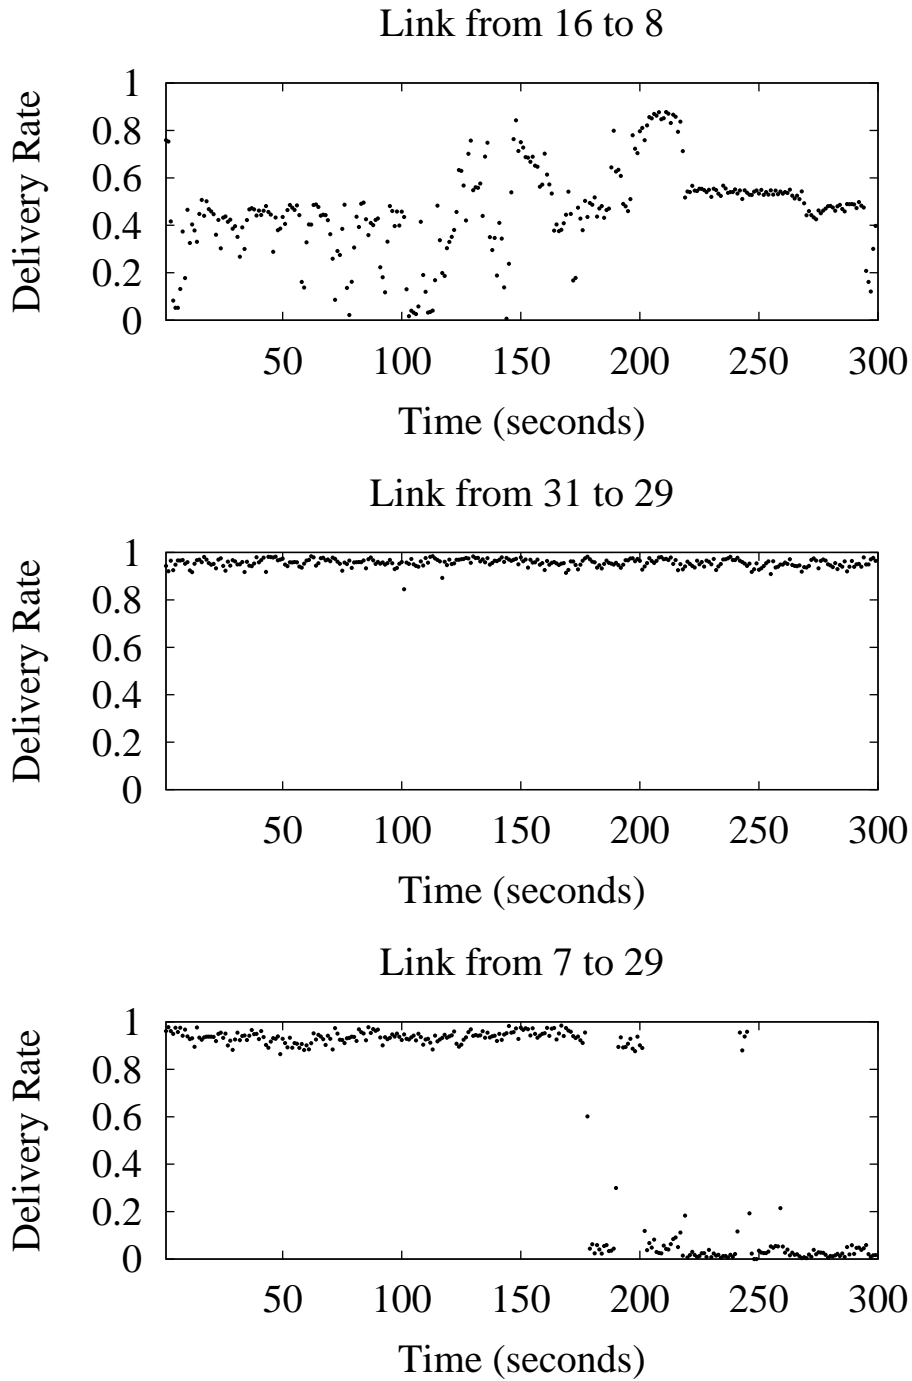 Link from 16 to 8
1
0.8
0.6
0.4
0.2
0
Delivery Rate
50 100 150 200 250 300
Time (seconds)
Link from 31 to 29
1
0.8
0.6
0.4
0.2
0
Delivery Rate
50 100 150 200 250 300
Time (seconds)
Link from 7 to 29
1
0.8
0.6
0.4
0.2
0
Delivery Rate
50 100 150 200 250 300
Time (seconds)